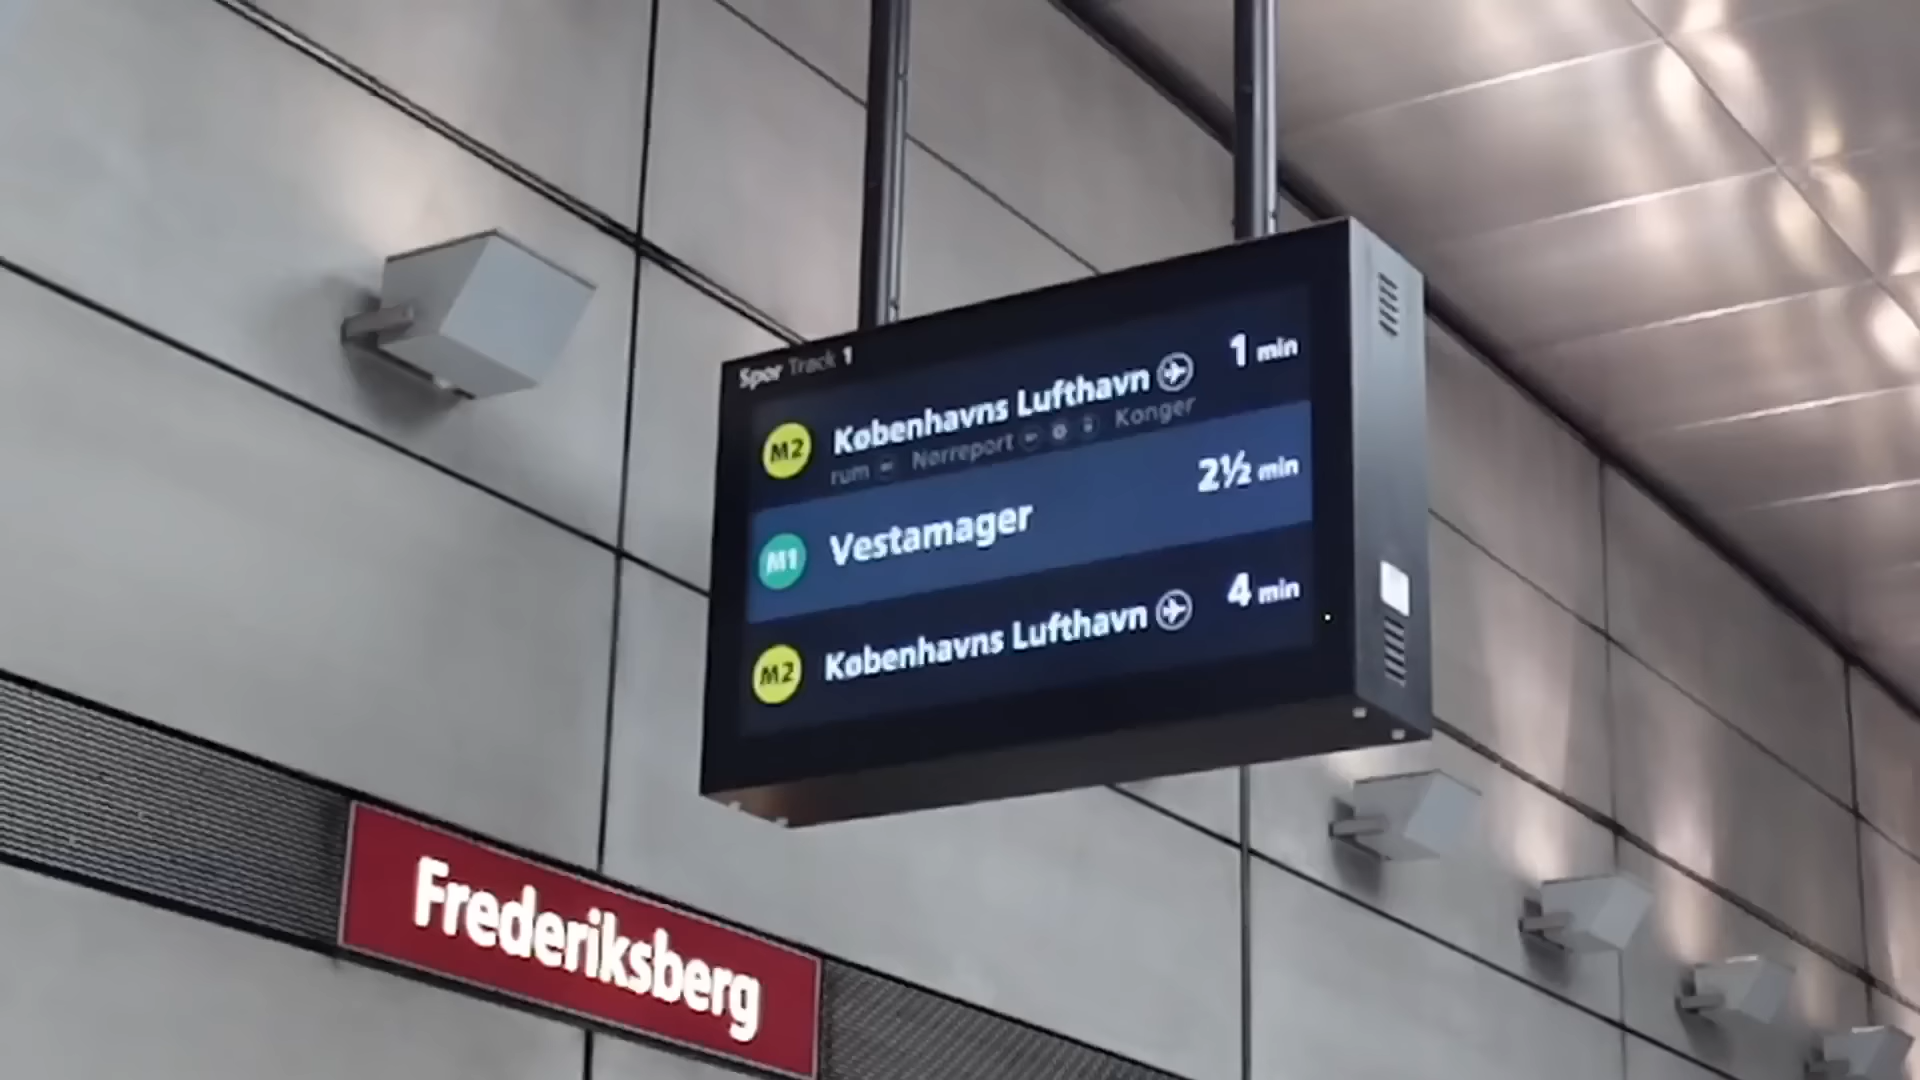 Spor Track 1
M2 Københavns Lufthavn 1 min
rum Nørreport Konger
M1 Vestamager 2½ min
M2 Københavns Lufthavn 4 min
Frederiksberg